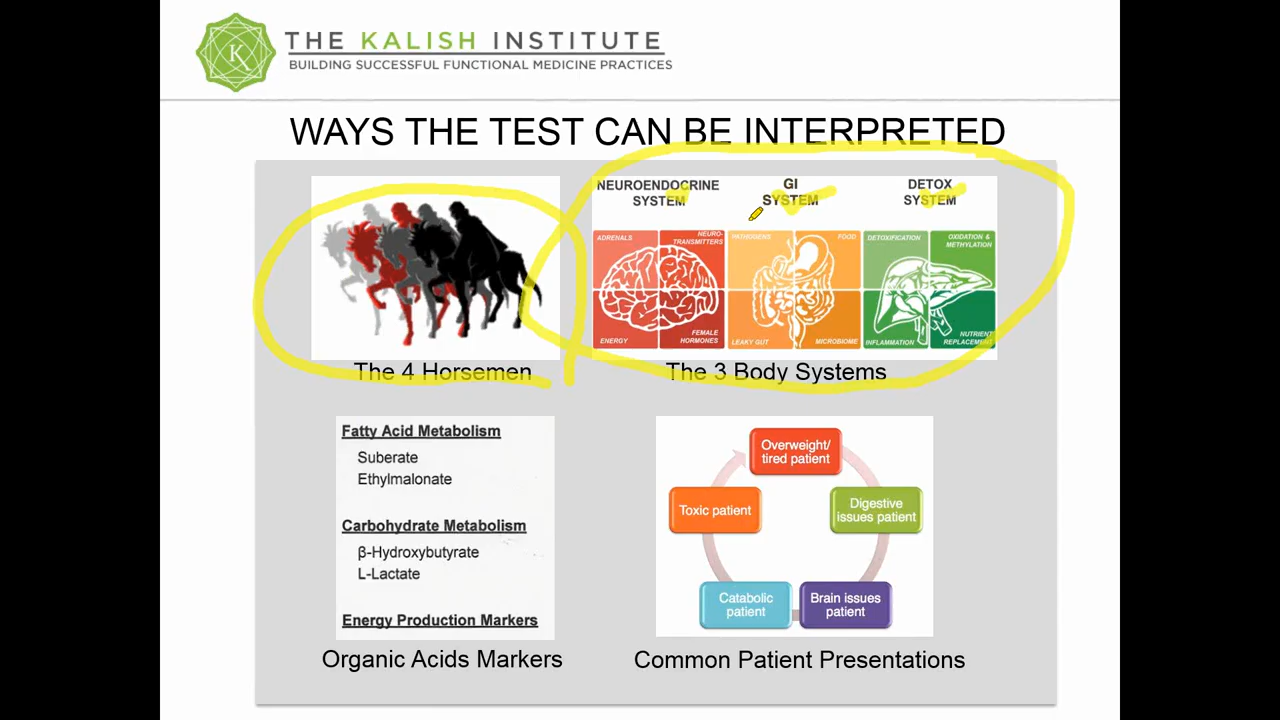 THE KALISH INSTITUTE
BUILDING SUCCESSFUL FUNCTIONAL MEDICINE PRACTICES
WAYS THE TEST CAN BE INTERPRETED
The 4 Horsemen
NEUROENDOCRINE
SYSTEM
GI
SYSTEM
DETOX
SYSTEM
ADRENALS
NEURO-
TRANSMITTERS
PATHOGENS
FOOD
DETOXIFICATION
OXIDATION &
METHYLATION
ENERGY
FEMALE
HORMONES
LEAKY GUT
MICROBIOME
INFLAMMATION
NUTRIENT
REPLACEMENT
The 3 Body Systems
Fatty Acid Metabolism
Suberate
Ethylmalonate
Carbohydrate Metabolism
β-Hydroxybutyrate
L-Lactate
Energy Production Markers
Organic Acids Markers
Overweight/
tired patient
Toxic patient
Digestive
issues patient
Catabolic
patient
Brain issues
patient
Common Patient Presentations